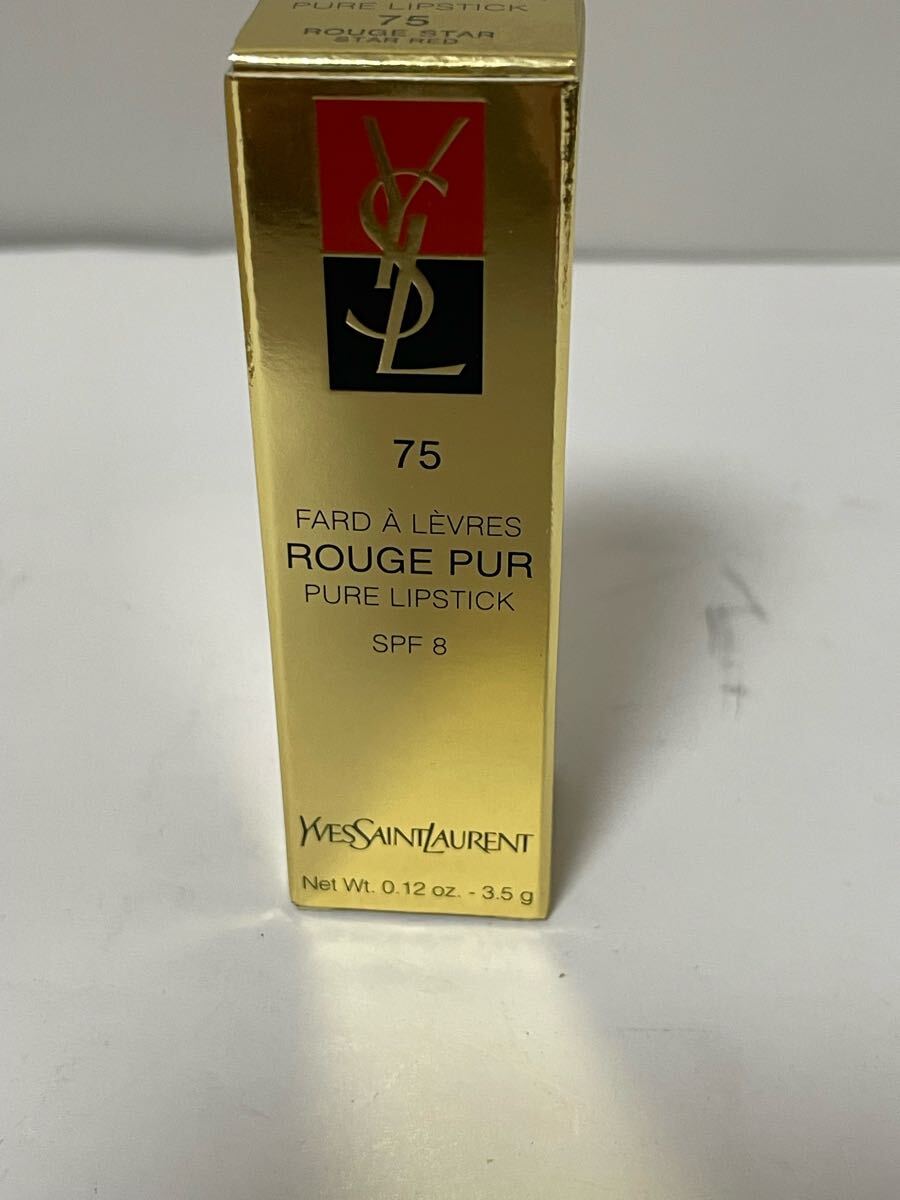 PURE LIPSTICK
75
ROUGE STAR
STAR RED
YSL
75
FARD À LÈVRES
ROUGE PUR
PURE LIPSTICK
SPF 8
YVESSAINTLAURENT
Net Wt. 0.12 oz. - 3.5 g